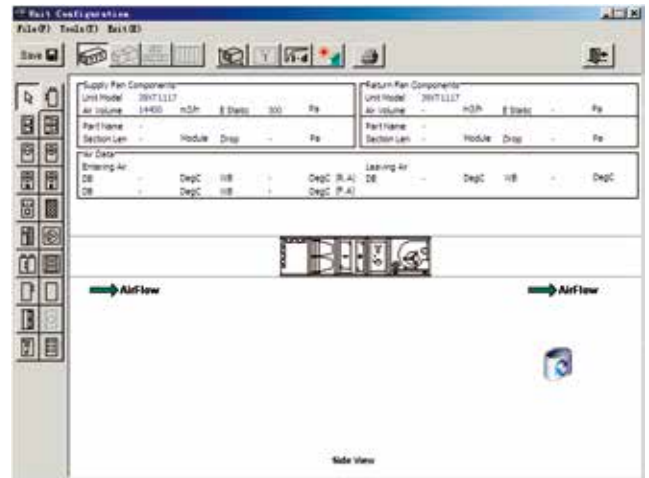 Unit Configuration
File(F) Tools(T) Exit(E)
Save
Supply Fan Components
Unit Model 39XT1117
Air Volume 14400 m3/h E Static 300 Pa
Part Name -
Section Len - Module Drop - Pa
Return Fan Components
Unit Model 39XT1117
Air Volume - m3/h E Static - Pa
Part Name -
Section Len - Module Drop - Pa
Air Data
Entering Air
DB - DegC WB - DegC (R.A)
DB - DegC WB - DegC (F.A)
Leaving Air
DB - DegC WB - DegC
AirFlow
AirFlow
Side View